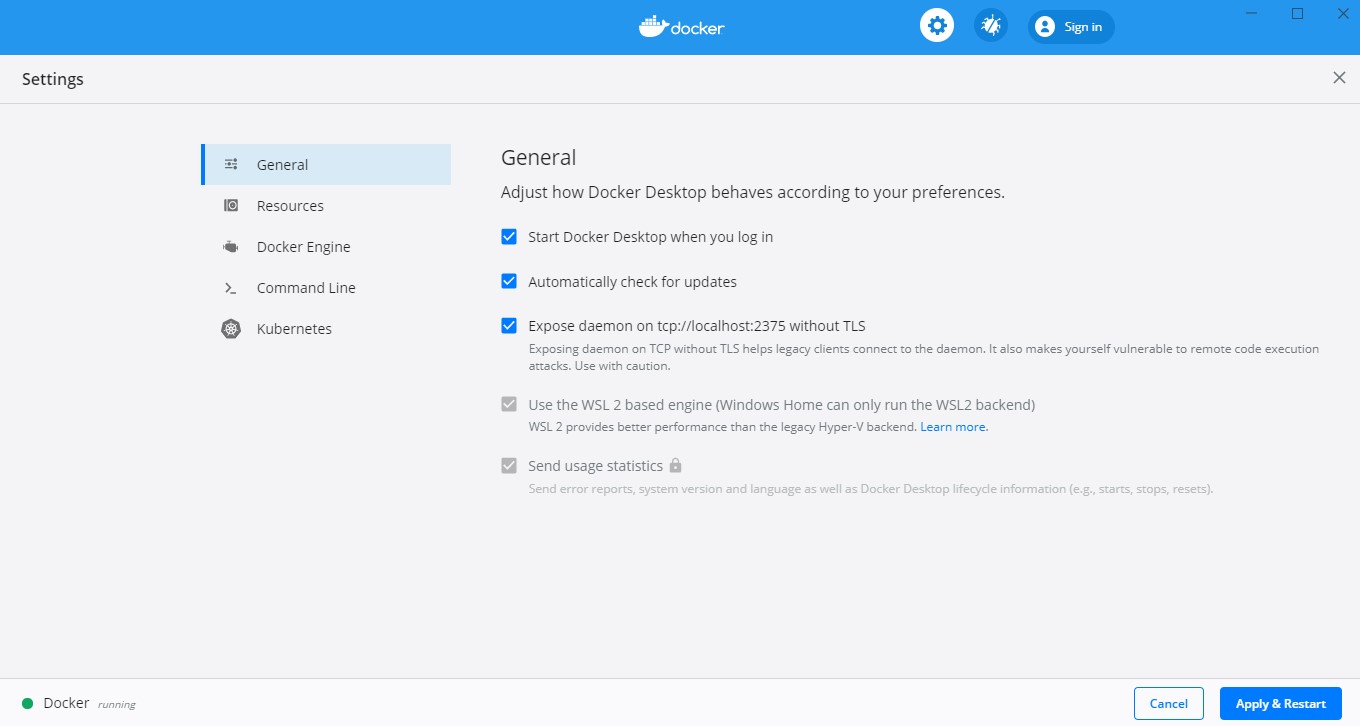 docker
Sign in
Settings
General
Resources
Docker Engine
Command Line
Kubernetes
General
Adjust how Docker Desktop behaves according to your preferences.
Start Docker Desktop when you log in
Automatically check for updates
Expose daemon on tcp://localhost:2375 without TLS
Exposing daemon on TCP without TLS helps legacy clients connect to the daemon. It also makes yourself vulnerable to remote code execution
attacks. Use with caution.
Use the WSL 2 based engine (Windows Home can only run the WSL2 backend)
WSL 2 provides better performance than the legacy Hyper-V backend. Learn more.
Send usage statistics
Send error reports, system version and language as well as Docker Desktop lifecycle information (e.g., starts, stops, resets).
Docker running
Cancel
Apply & Restart